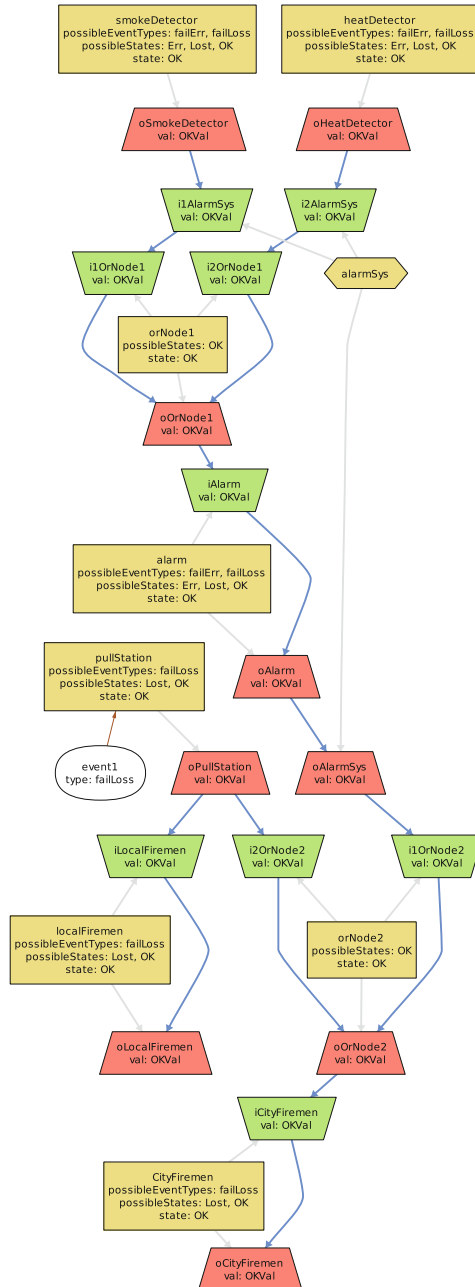 smokeDetector
possibleEventTypes: failErr, failLoss
possibleStates: Err, Lost, OK
state: OK
heatDetector
possibleEventTypes: failErr, failLoss
possibleStates: Err, Lost, OK
state: OK
oSmokeDetector
val: OKVal
oHeatDetector
val: OKVal
i1AlarmSys
val: OKVal
i2AlarmSys
val: OKVal
i1OrNode1
val: OKVal
i2OrNode1
val: OKVal
alarmSys
orNode1
possibleStates: OK
state: OK
oOrNode1
val: OKVal
iAlarm
val: OKVal
alarm
possibleEventTypes: failErr, failLoss
possibleStates: Err, Lost, OK
state: OK
pullStation
possibleEventTypes: failLoss
possibleStates: Lost, OK
state: OK
oAlarm
val: OKVal
event1
type: failLoss
oPullStation
val: OKVal
oAlarmSys
val: OKVal
iLocalFiremen
val: OKVal
i2OrNode2
val: OKVal
i1OrNode2
val: OKVal
localFiremen
possibleEventTypes: failLoss
possibleStates: Lost, OK
state: OK
orNode2
possibleStates: OK
state: OK
oLocalFiremen
val: OKVal
oOrNode2
val: OKVal
iCityFiremen
val: OKVal
CityFiremen
possibleEventTypes: failLoss
possibleStates: Lost, OK
state: OK
oCityFiremen
val: OKVal